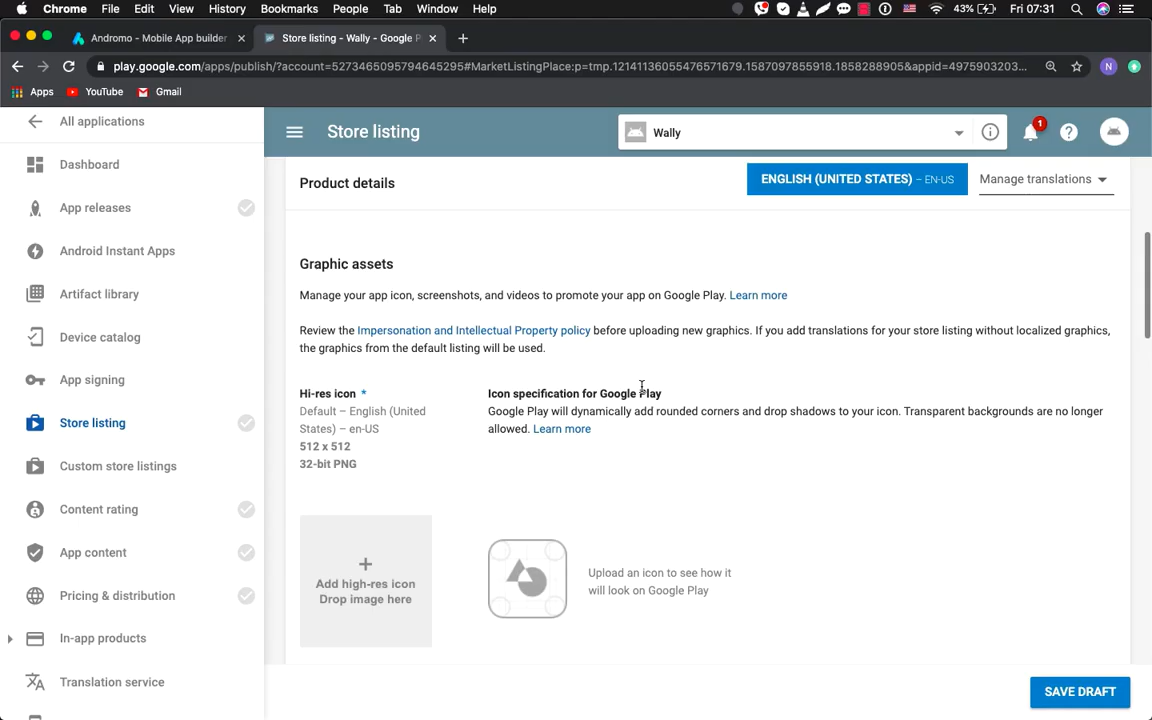 Chrome File Edit View History Bookmarks People Tab Window Help 43% Fri 07:31
Andromo - Mobile App builder
Store listing - Wally - Google P
play.google.com/apps/publish/?account=5273465095794645295#MarketListingPlace:p=tmp.12141136055476571679.1587097855918.1858288905&appid=4975903203...
N
Apps YouTube Gmail
All applications
Store listing
Wally
1
Dashboard
App releases
Android Instant Apps
Artifact library
Device catalog
App signing
Store listing
Custom store listings
Content rating
App content
Pricing & distribution
In-app products
Translation service
Product details
ENGLISH (UNITED STATES) – EN-US
Manage translations
Graphic assets
Manage your app icon, screenshots, and videos to promote your app on Google Play. Learn more
Review the Impersonation and Intellectual Property policy before uploading new graphics. If you add translations for your store listing without localized graphics,
the graphics from the default listing will be used.
Hi-res icon *
Default – English (United
States) – en-US
512 x 512
32-bit PNG
Icon specification for Google Play
Google Play will dynamically add rounded corners and drop shadows to your icon. Transparent backgrounds are no longer
allowed. Learn more
+
Add high-res icon
Drop image here
Upload an icon to see how it
will look on Google Play
SAVE DRAFT